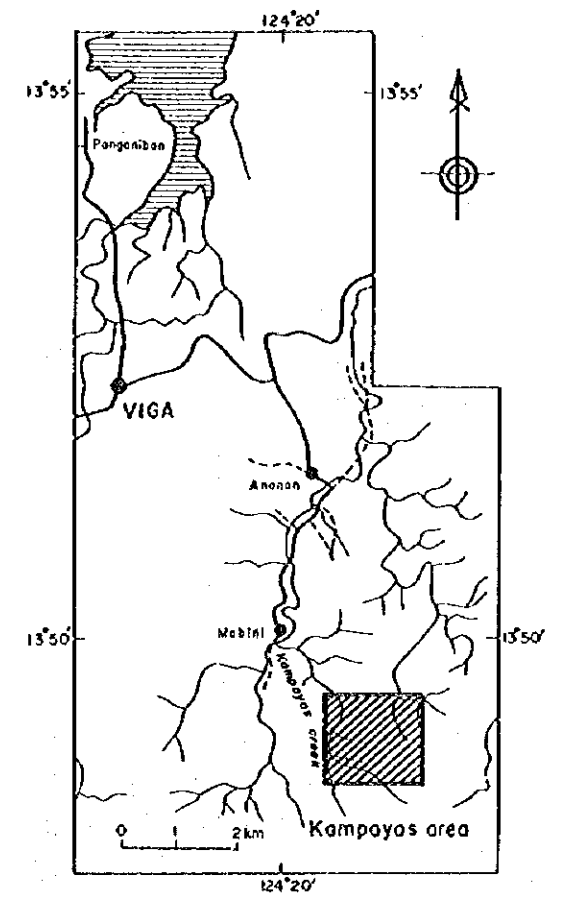 124°20'
13°55'
13°55'
Panganiban
VIGA
Anonan
Mabini
13°50'
13°50'
Kampayas creek
0 1 2km
Kampayas area
124°20'